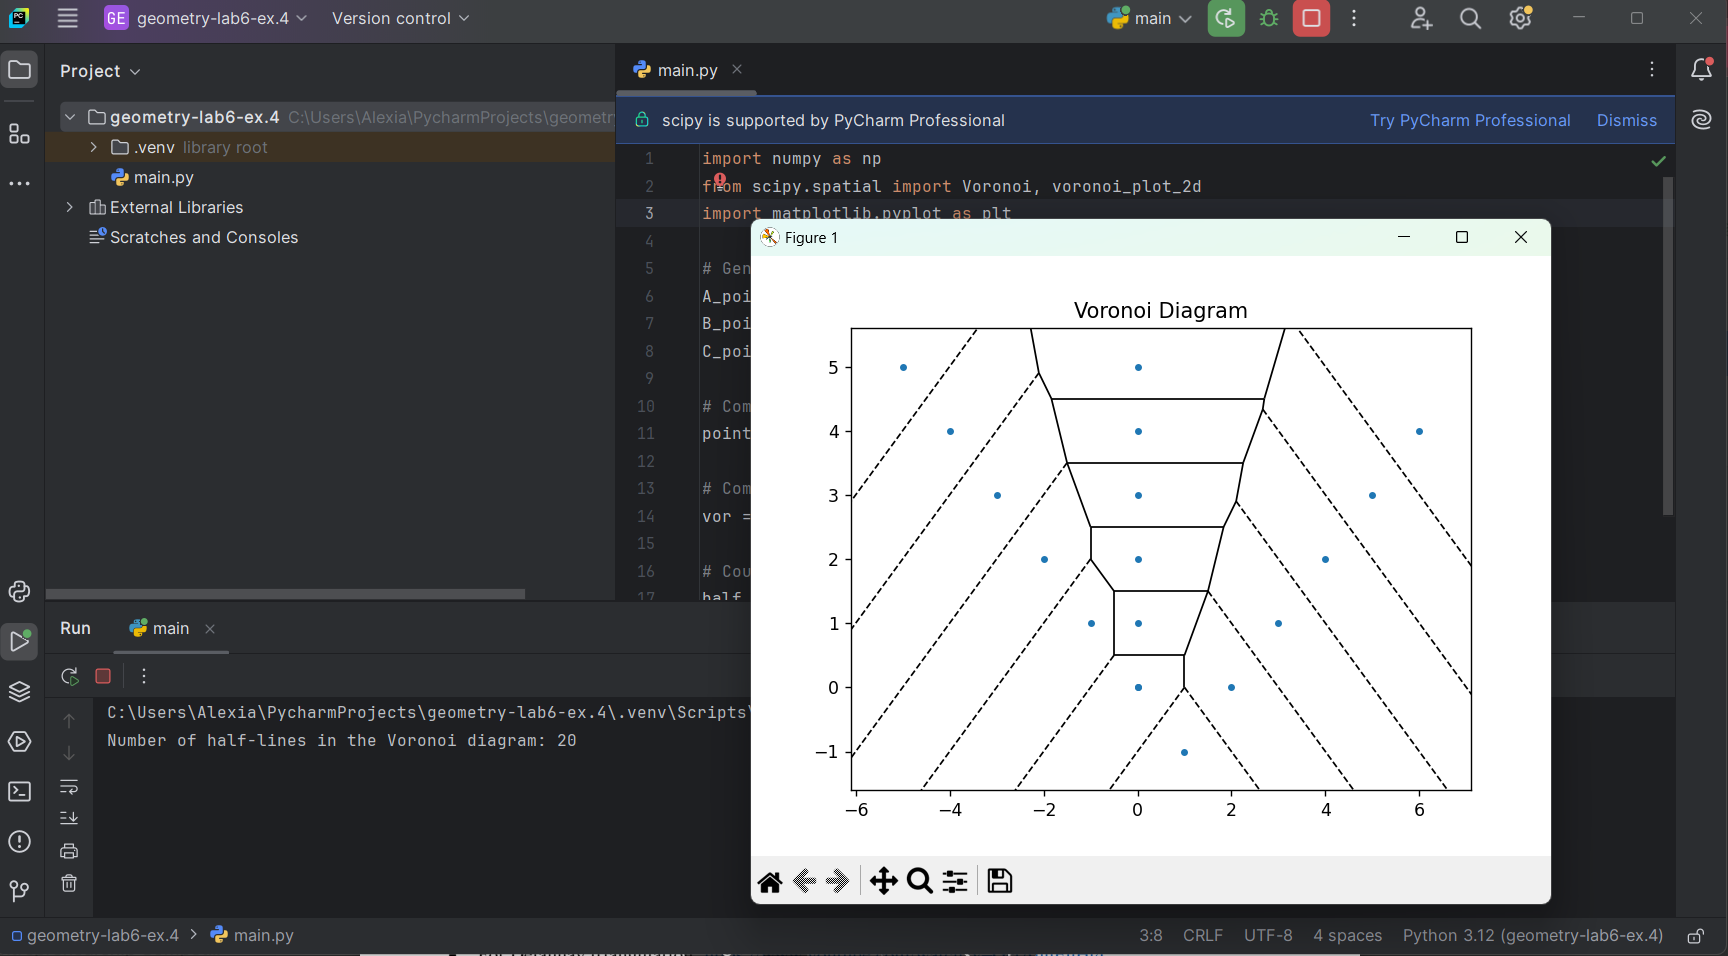 GE geometry-lab6-ex.4 Version control main
Project
geometry-lab6-ex.4 C:\Users\Alexia\PycharmProjects\geometr
.venv library root
main.py
External Libraries
Scratches and Consoles
main.py
scipy is supported by PyCharm Professional Try PyCharm Professional Dismiss
1 import numpy as np
2 from scipy.spatial import Voronoi, voronoi_plot_2d
3 import matplotlib.pyplot as plt
4
5 # Gen
6 A_poi
7 B_poi
8 C_poi
9
10 # Com
11 point
12
13 # Com
14 vor =
15
16 # Cou
17 half
Figure 1
Voronoi Diagram
5
4
3
2
1
0
−1
−6 −4 −2 0 2 4 6
Run main
C:\Users\Alexia\PycharmProjects\geometry-lab6-ex.4\.venv\Scripts\
Number of half-lines in the Voronoi diagram: 20
geometry-lab6-ex.4 > main.py
3:8 CRLF UTF-8 4 spaces Python 3.12 (geometry-lab6-ex.4)